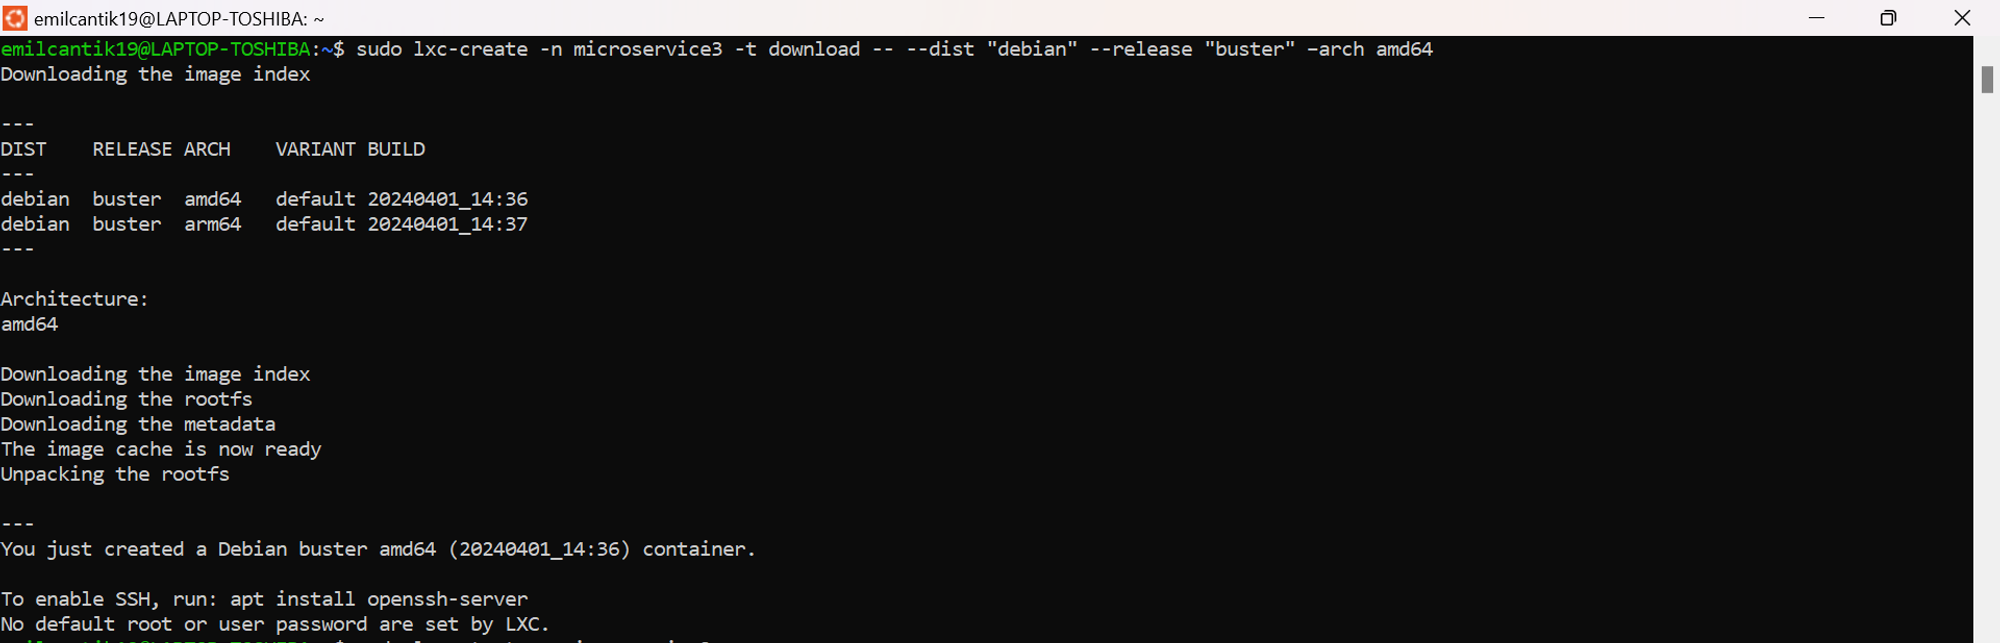 emilcantik19@LAPTOP-TOSHIBA: ~
emilcantik19@LAPTOP-TOSHIBA:~$ sudo lxc-create -n microservice3 -t download -- --dist "debian" --release "buster" –arch amd64
Downloading the image index
---
DIST RELEASE ARCH VARIANT BUILD
---
debian buster amd64 default 20240401_14:36
debian buster arm64 default 20240401_14:37
---
Architecture:
amd64
Downloading the image index
Downloading the rootfs
Downloading the metadata
The image cache is now ready
Unpacking the rootfs
---
You just created a Debian buster amd64 (20240401_14:36) container.
To enable SSH, run: apt install openssh-server
No default root or user password are set by LXC.